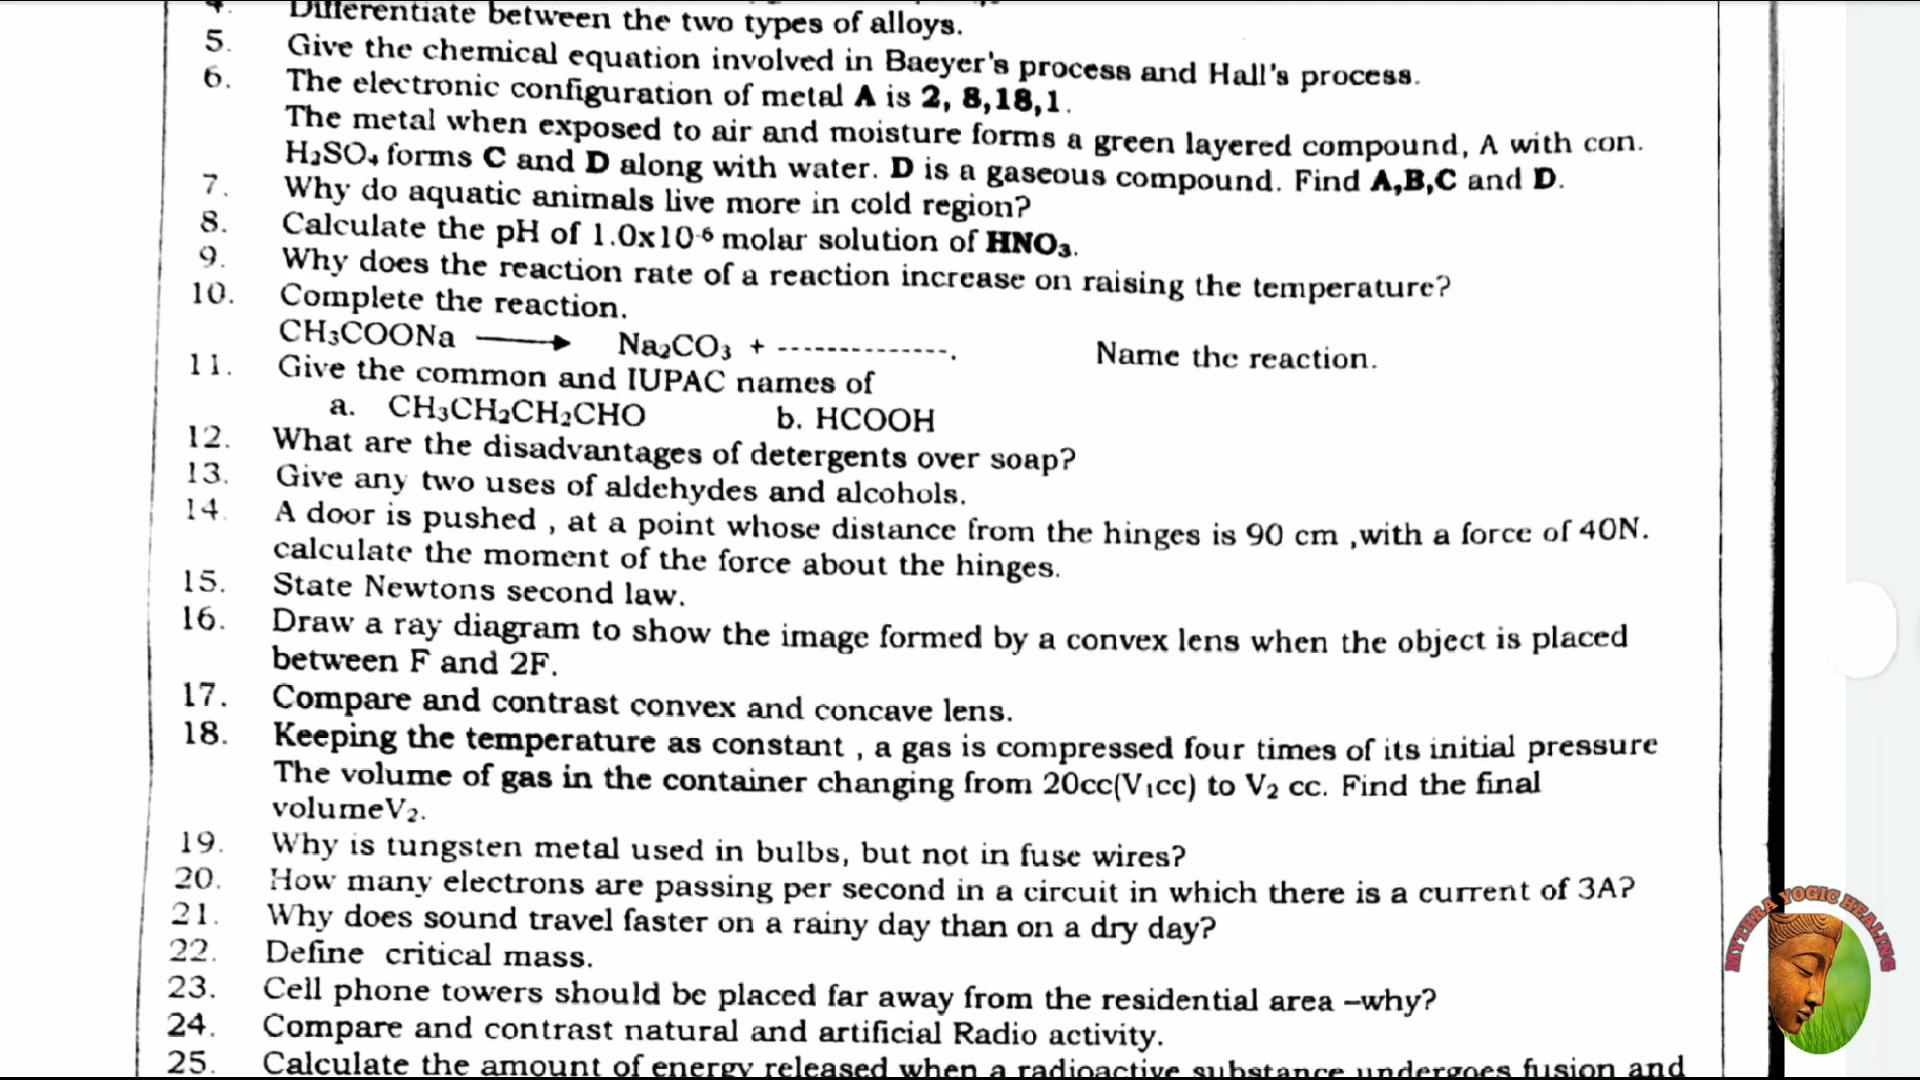 4. Differentiate between the two types of alloys.
5. Give the chemical equation involved in Baeyer's process and Hall's process.
6. The electronic configuration of metal A is 2, 8,18,1.
The metal when exposed to air and moisture forms a green layered compound, A with con.
H₂SO₄ forms C and D along with water. D is a gaseous compound. Find A,B,C and D.
7. Why do aquatic animals live more in cold region?
8. Calculate the pH of 1.0x10⁻⁶ molar solution of HNO₃.
9. Why does the reaction rate of a reaction increase on raising the temperature?
10. Complete the reaction.
CH₃COONa ⟶ Na₂CO₃ + --------------. Name the reaction.
11. Give the common and IUPAC names of
a. CH₃CH₂CH₂CHO b. HCOOH
12. What are the disadvantages of detergents over soap?
13. Give any two uses of aldehydes and alcohols.
14. A door is pushed , at a point whose distance from the hinges is 90 cm ,with a force of 40N.
calculate the moment of the force about the hinges.
15. State Newtons second law.
16. Draw a ray diagram to show the image formed by a convex lens when the object is placed
between F and 2F.
17. Compare and contrast convex and concave lens.
18. Keeping the temperature as constant , a gas is compressed four times of its initial pressure
The volume of gas in the container changing from 20cc(V₁cc) to V₂ cc. Find the final
volumeV₂.
19. Why is tungsten metal used in bulbs, but not in fuse wires?
20. How many electrons are passing per second in a circuit in which there is a current of 3A?
21. Why does sound travel faster on a rainy day than on a dry day?
22. Define critical mass.
23. Cell phone towers should be placed far away from the residential area –why?
24. Compare and contrast natural and artificial Radio activity.
25. Calculate the amount of energy released when a radioactive substance undergoes fusion and
MYTHRA YOGIC HEALING